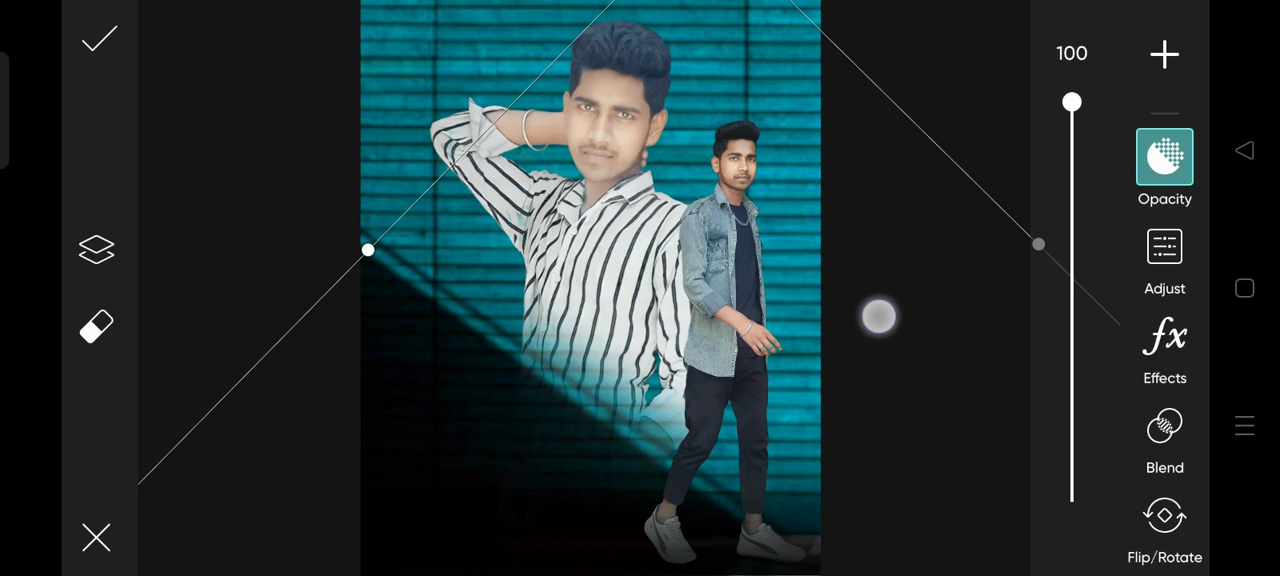 100
Opacity
Adjust
fx
Effects
Blend
Flip/Rotate